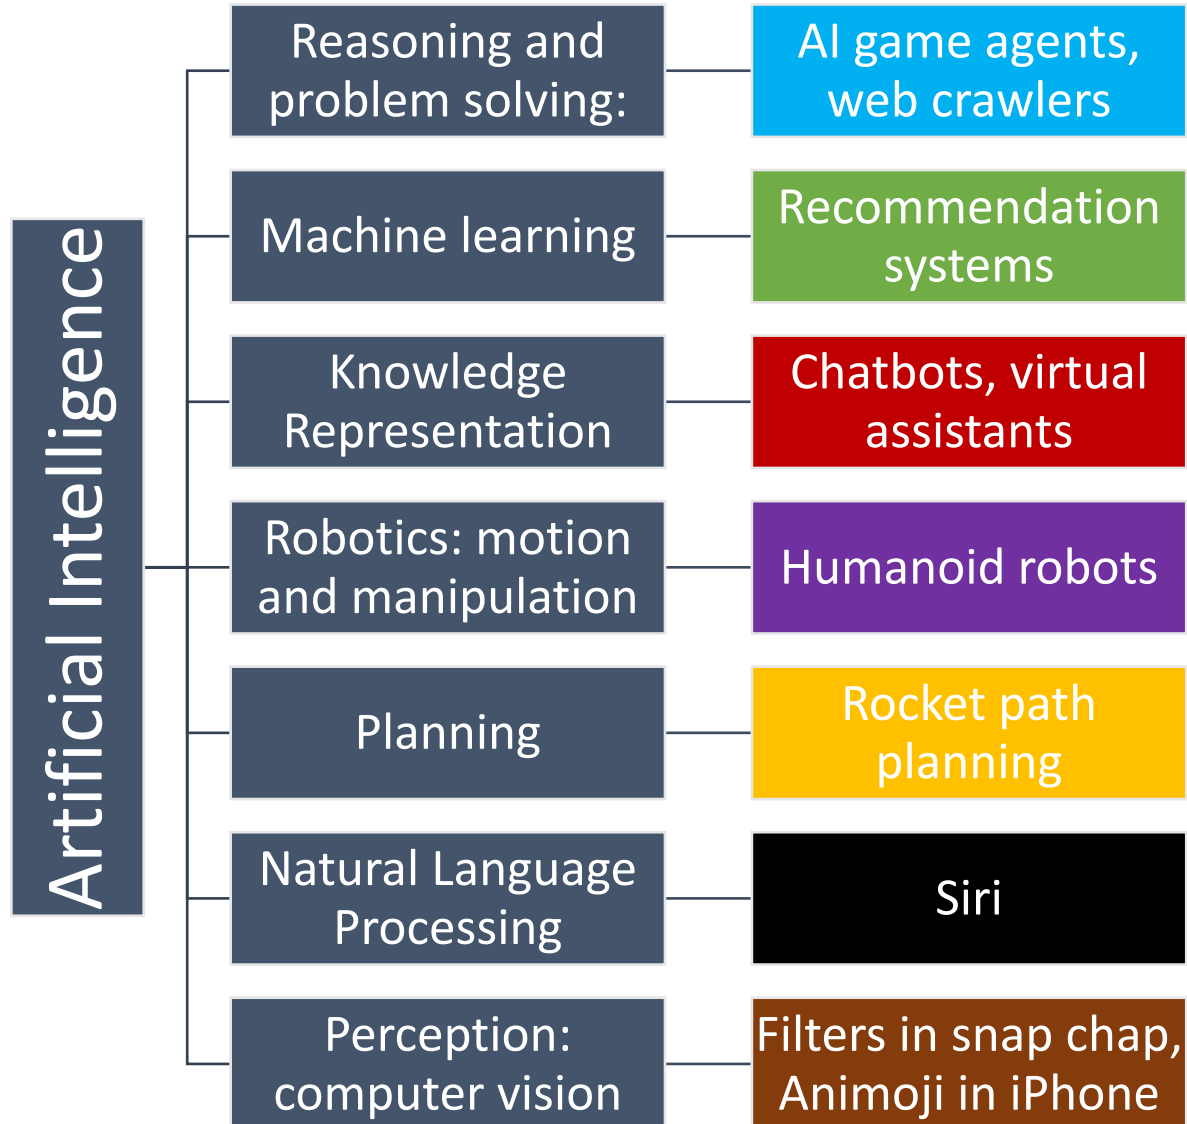 Artificial Intelligence
Reasoning and
problem solving:
AI game agents,
web crawlers
Machine learning
Recommendation
systems
Knowledge
Representation
Chatbots, virtual
assistants
Robotics: motion
and manipulation
Humanoid robots
Planning
Rocket path
planning
Natural Language
Processing
Siri
Perception:
computer vision
Filters in snap chap,
Animoji in iPhone